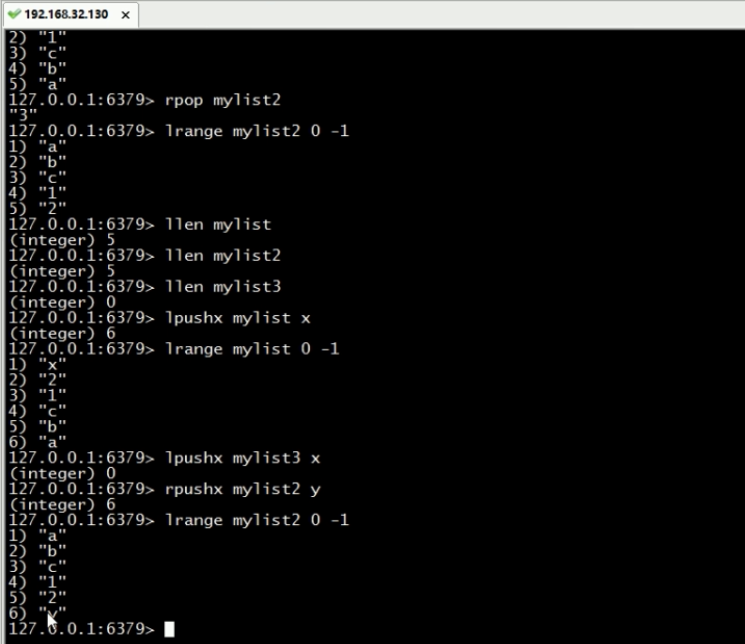 192.168.32.130 x
2) "1"
3) "c"
4) "b"
5) "a"
127.0.0.1:6379> rpop mylist2
"3"
127.0.0.1:6379> lrange mylist2 0 -1
1) "a"
2) "b"
3) "c"
4) "1"
5) "2"
127.0.0.1:6379> llen mylist
(integer) 5
127.0.0.1:6379> llen mylist2
(integer) 5
127.0.0.1:6379> llen mylist3
(integer) 0
127.0.0.1:6379> lpushx mylist x
(integer) 6
127.0.0.1:6379> lrange mylist 0 -1
1) "x"
2) "2"
3) "1"
4) "c"
5) "b"
6) "a"
127.0.0.1:6379> lpushx mylist3 x
(integer) 0
127.0.0.1:6379> rpushx mylist2 y
(integer) 6
127.0.0.1:6379> lrange mylist2 0 -1
1) "a"
2) "b"
3) "c"
4) "1"
5) "2"
6) "y"
127.0.0.1:6379>